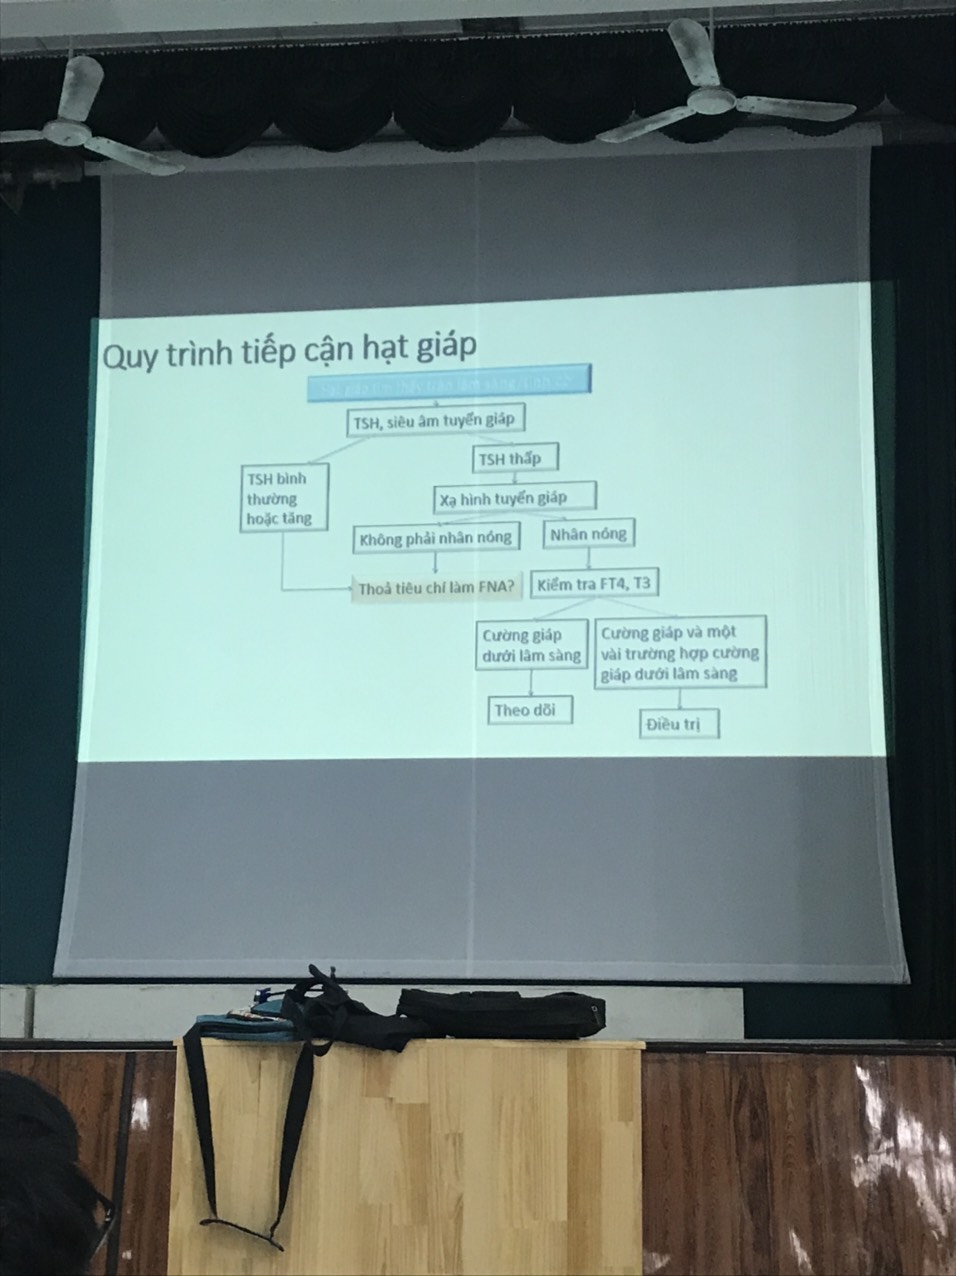 Quy trình tiếp cận hạt giáp
TSH, siêu âm tuyến giáp
TSH thấp
TSH bình
thường
hoặc tăng
Xạ hình tuyến giáp
Không phải nhân nóng
Nhân nóng
Thoả tiêu chí làm FNA?
Kiểm tra FT4, T3
Cường giáp
dưới lâm sàng
Cường giáp và một
vài trường hợp cường
giáp dưới lâm sàng
Theo dõi
Điều trị